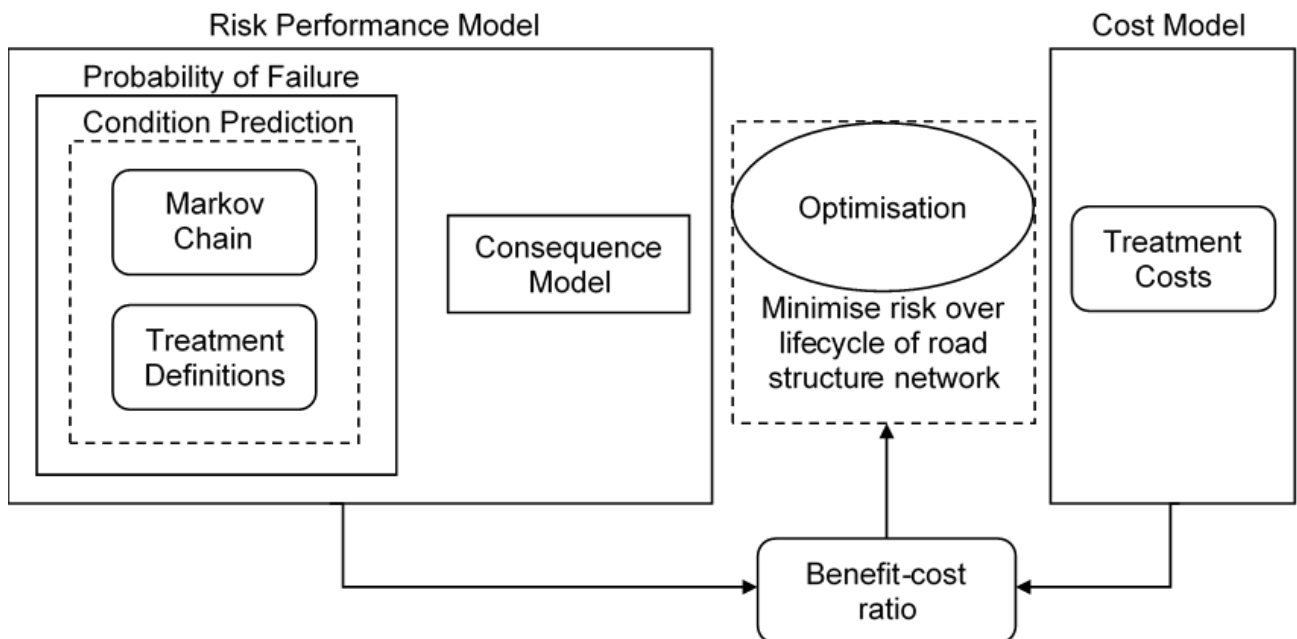 Risk Performance Model
Cost Model
Probability of Failure
Condition Prediction
Markov
Chain
Treatment
Definitions
Consequence
Model
Optimisation
Minimise risk over
lifecycle of road
structure network
Treatment
Costs
Benefit-cost
ratio